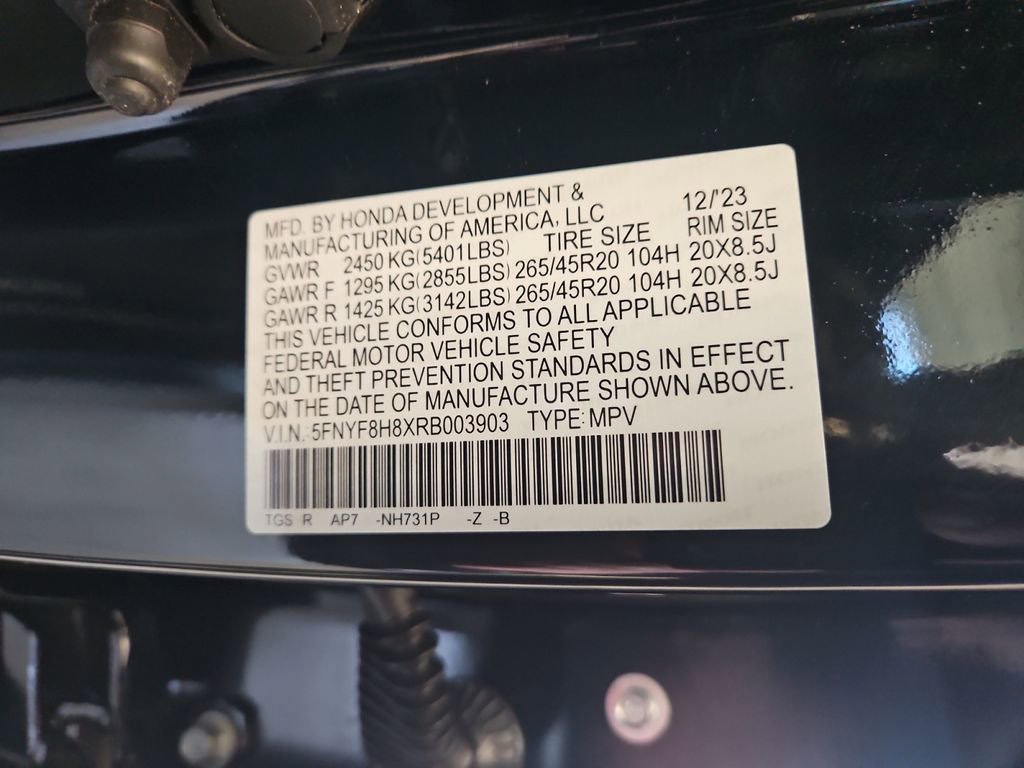 MFD. BY HONDA DEVELOPMENT & 12/'23
MANUFACTURING OF AMERICA, LLC
GVWR 2450 KG(5401LBS) TIRE SIZE RIM SIZE
GAWR F 1295 KG(2855LBS) 265/45R20 104H 20X8.5J
GAWR R 1425 KG(3142LBS) 265/45R20 104H 20X8.5J
THIS VEHICLE CONFORMS TO ALL APPLICABLE
FEDERAL MOTOR VEHICLE SAFETY
AND THEFT PREVENTION STANDARDS IN EFFECT
ON THE DATE OF MANUFACTURE SHOWN ABOVE.
V.I.N.:5FNYF8H8XRB003903 TYPE:MPV
TGS R AP7 -NH731P -Z -B